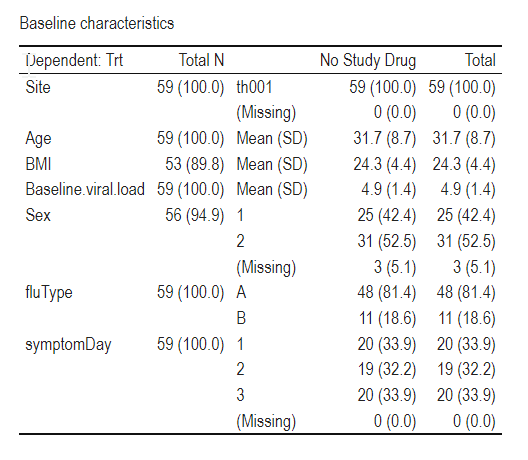 Baseline characteristics
Dependent: Trt Total N No Study Drug Total
Site 59 (100.0) th001 59 (100.0) 59 (100.0)
(Missing) 0 (0.0) 0 (0.0)
Age 59 (100.0) Mean (SD) 31.7 (8.7) 31.7 (8.7)
BMI 53 (89.8) Mean (SD) 24.3 (4.4) 24.3 (4.4)
Baseline.viral.load 59 (100.0) Mean (SD) 4.9 (1.4) 4.9 (1.4)
Sex 56 (94.9) 1 25 (42.4) 25 (42.4)
2 31 (52.5) 31 (52.5)
(Missing) 3 (5.1) 3 (5.1)
fluType 59 (100.0) A 48 (81.4) 48 (81.4)
B 11 (18.6) 11 (18.6)
symptomDay 59 (100.0) 1 20 (33.9) 20 (33.9)
2 19 (32.2) 19 (32.2)
3 20 (33.9) 20 (33.9)
(Missing) 0 (0.0) 0 (0.0)